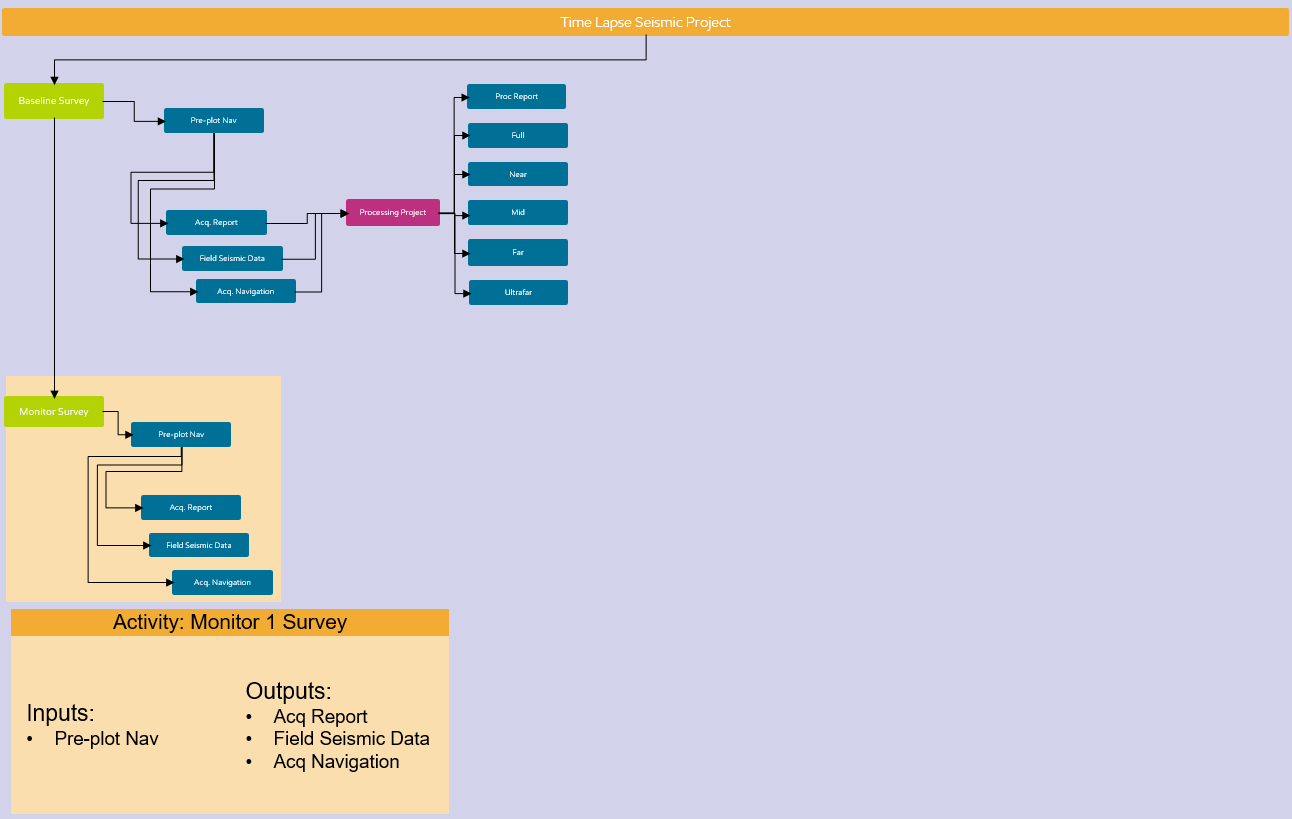 Time Lapse Seismic Project
Baseline Survey
Pre-plot Nav
Acq. Report
Field Seismic Data
Acq. Navigation
Processing Project
Proc Report
Full
Near
Mid
Far
Ultrafar
Monitor Survey
Pre-plot Nav
Acq. Report
Field Seismic Data
Acq. Navigation
Activity: Monitor 1 Survey
Inputs:
• Pre-plot Nav
Outputs:
• Acq Report
• Field Seismic Data
• Acq Navigation